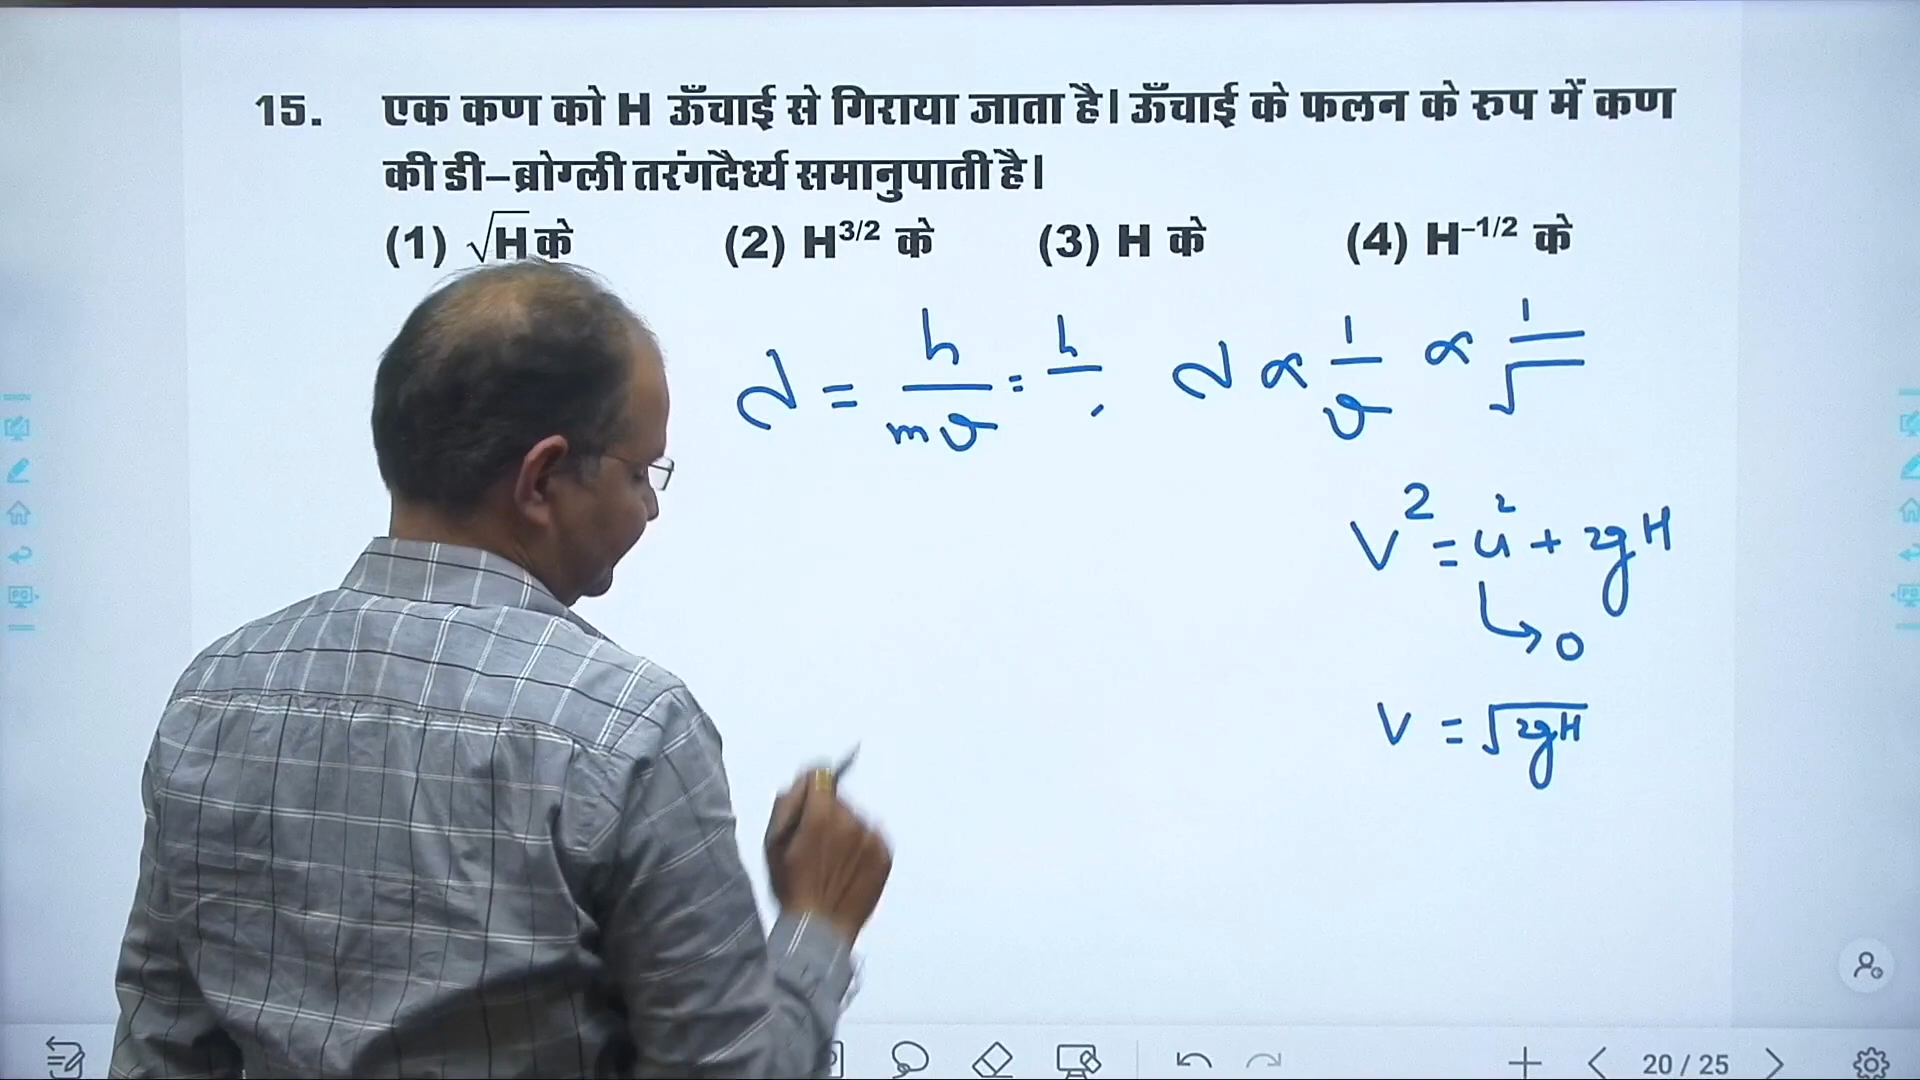 15. एक कण को H ऊँचाई से गिराया जाता है। ऊँचाई के फलन के रुप में कण
की डी–ब्रोग्ली तरंगदैर्ध्य समानुपाती है।
(1) √H के (2) H^3/2 के (3) H के (4) H^–1/2 के
λ = h/mv = h/ λ ∝ 1/v ∝ 1/√
V² = u² + 2gH
↳ 0
V = √2gH
20 / 25